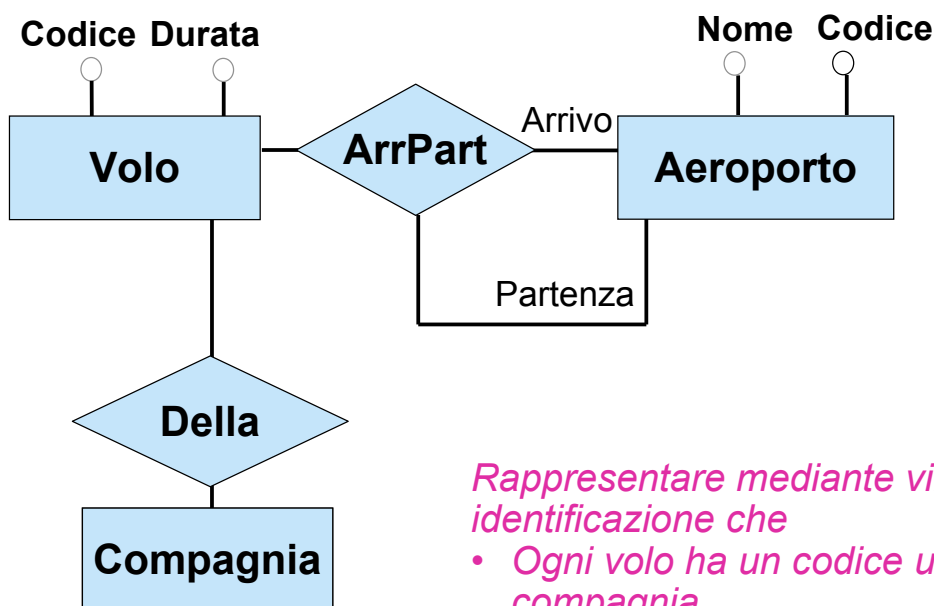 Codice Durata
Nome Codice
Volo
ArrPart
Arrivo
Aeroporto
Partenza
Della
Compagnia
Rappresentare mediante
identificazione che
• Ogni volo ha un codice
compagnia